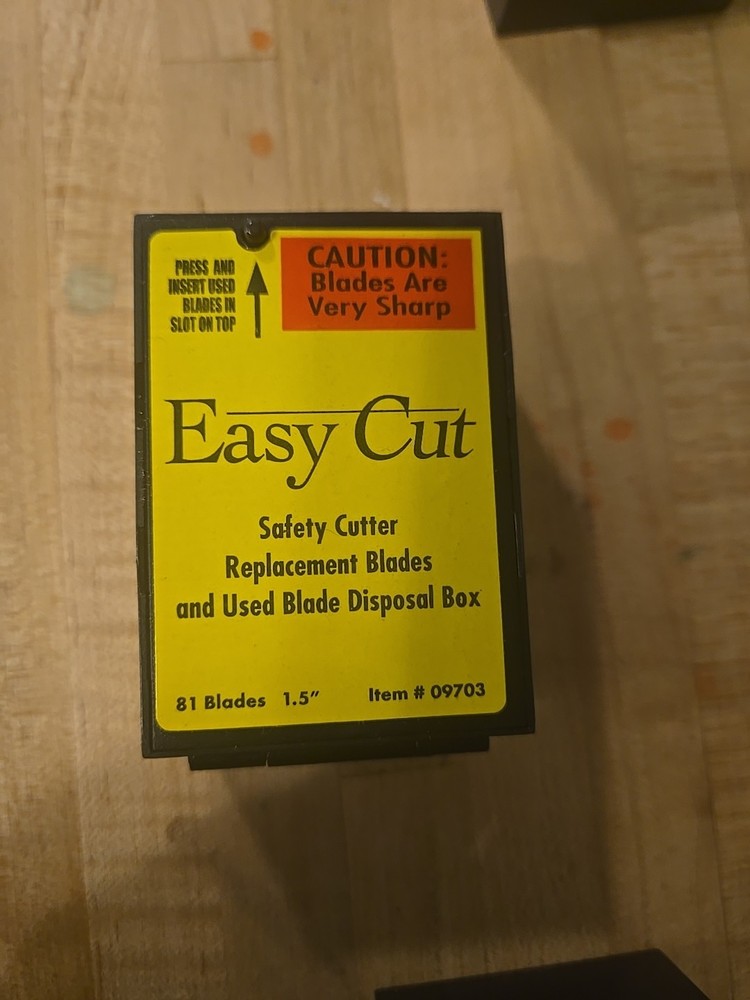 PRESS AND
INSERT USED
BLADES IN
SLOT ON TOP
CAUTION:
Blades Are
Very Sharp
Easy Cut
Safety Cutter
Replacement Blades
and Used Blade Disposal Box
81 Blades 1.5″ Item # 09703